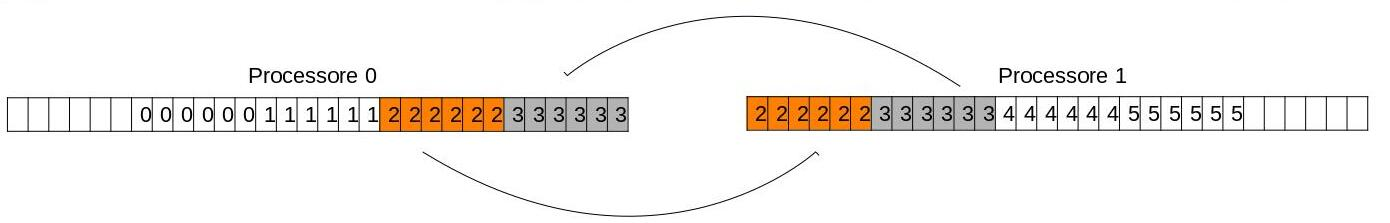 Processore 0
Processore 1
0 0 0 0 0 0 1 1 1 1 1 1 2 2 2 2 2 2 3 3 3 3 3 3
2 2 2 2 2 2 3 3 3 3 3 3 4 4 4 4 4 4 5 5 5 5 5 5